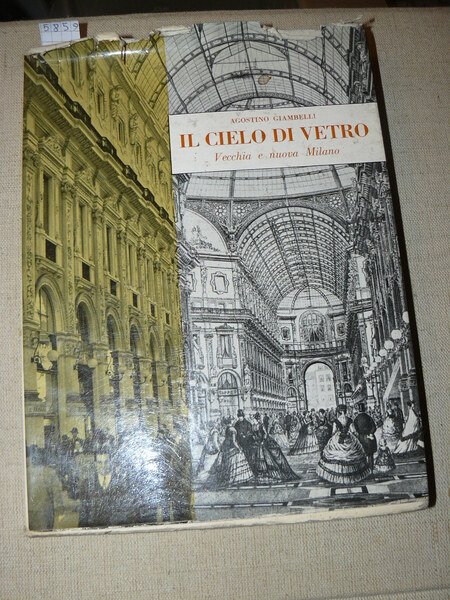 5859
AGOSTINO GIAMBELLI
IL CIELO DI VETRO
Vecchia e nuova Milano